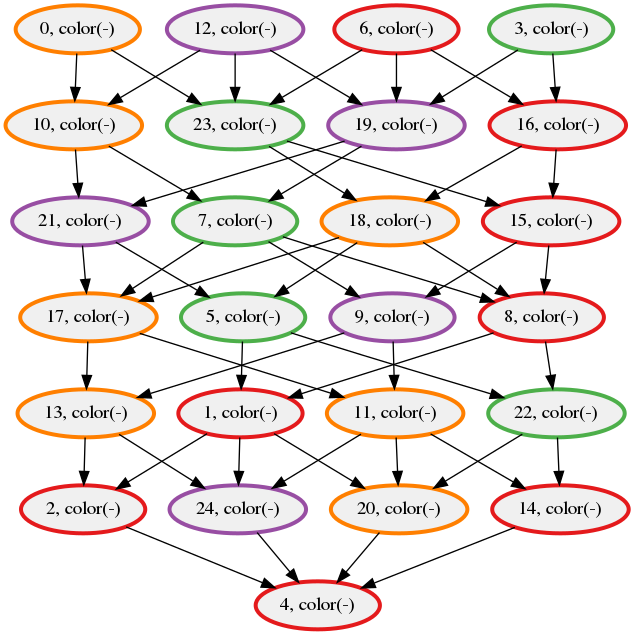 0, color(-)
12, color(-)
6, color(-)
3, color(-)
10, color(-)
23, color(-)
19, color(-)
16, color(-)
21, color(-)
7, color(-)
18, color(-)
15, color(-)
17, color(-)
5, color(-)
9, color(-)
8, color(-)
13, color(-)
1, color(-)
11, color(-)
22, color(-)
2, color(-)
24, color(-)
20, color(-)
14, color(-)
4, color(-)